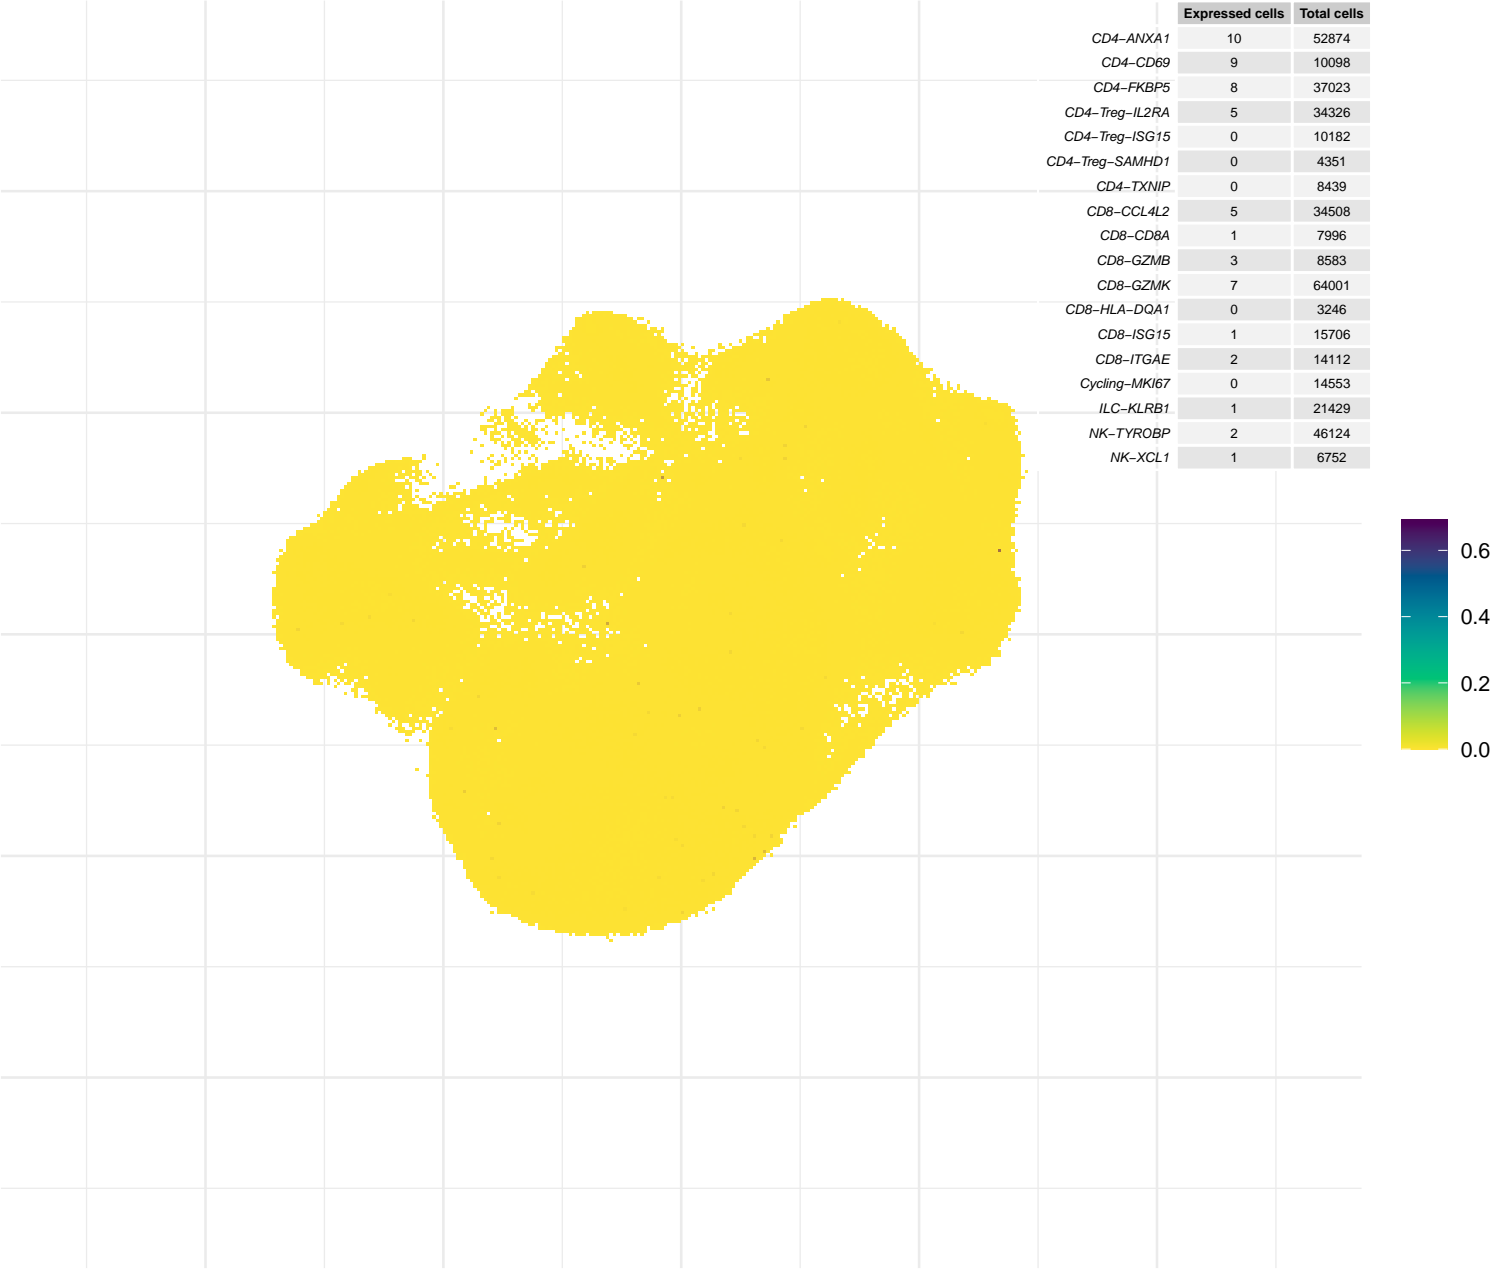 Expressed cells Total cells
CD4−ANXA1 10 52874
CD4−CD69 9 10098
CD4−FKBP5 8 37023
CD4−Treg−IL2RA 5 34326
CD4−Treg−ISG15 0 10182
CD4−Treg−SAMHD1 0 4351
CD4−TXNIP 0 8439
CD8−CCL4L2 5 34508
CD8−CD8A 1 7996
CD8−GZMB 3 8583
CD8−GZMK 7 64001
CD8−HLA−DQA1 0 3246
CD8−ISG15 1 15706
CD8−ITGAE 2 14112
Cycling−MKI67 0 14553
ILC−KLRB1 1 21429
NK−TYROBP 2 46124
NK−XCL1 1 6752
0.6
0.4
0.2
0.0